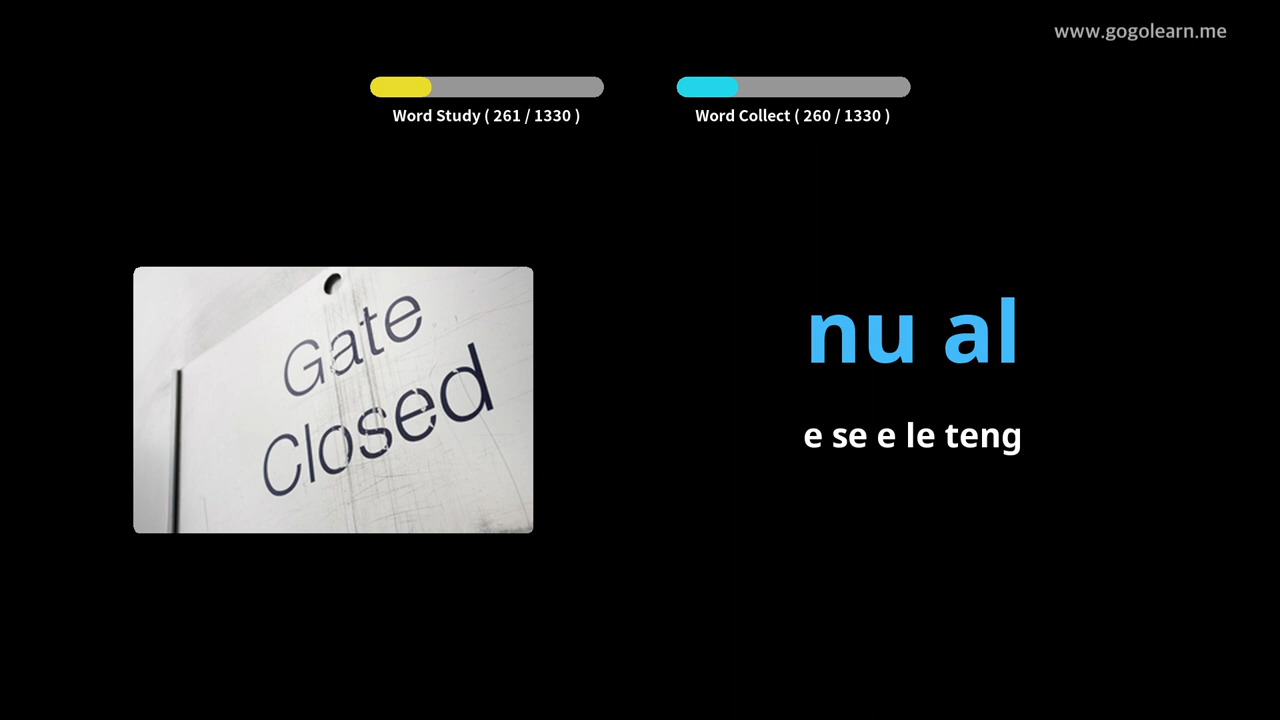 www.gogolearn.me
Word Study ( 261 / 1330 )
Word Collect ( 260 / 1330 )
Gate
Closed
nu al
e se e le teng